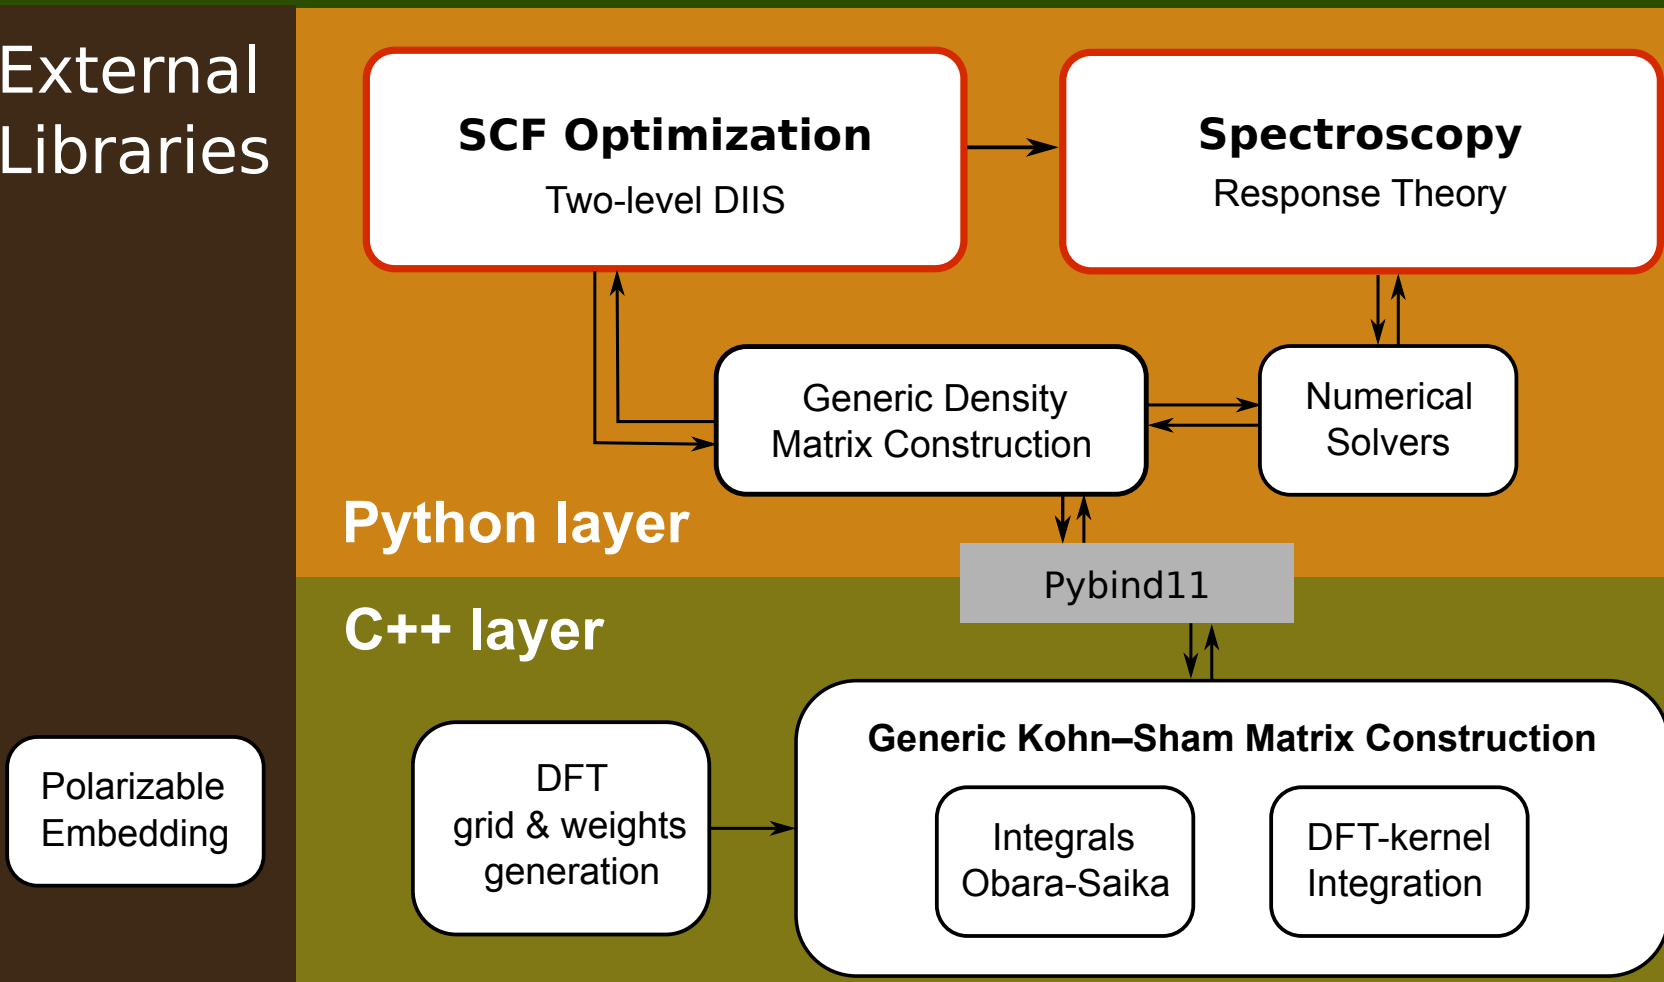 External
Libraries
SCF Optimization
Two-level DIIS
Spectroscopy
Response Theory
Generic Density
Matrix Construction
Numerical
Solvers
Python layer
Pybind11
C++ layer
Generic Kohn–Sham Matrix Construction
Polarizable
Embedding
DFT
grid & weights
generation
Integrals
Obara-Saika
DFT-kernel
Integration